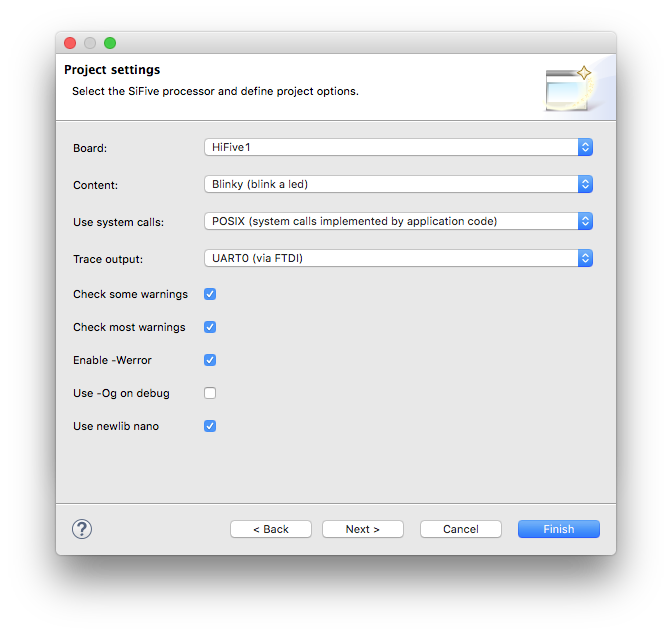 Project settings
Select the SiFive processor and define project options.
Board: HiFive1
Content: Blinky (blink a led)
Use system calls: POSIX (system calls implemented by application code)
Trace output: UART0 (via FTDI)
Check some warnings
Check most warnings
Enable -Werror
Use -Og on debug
Use newlib nano
? < Back Next > Cancel Finish